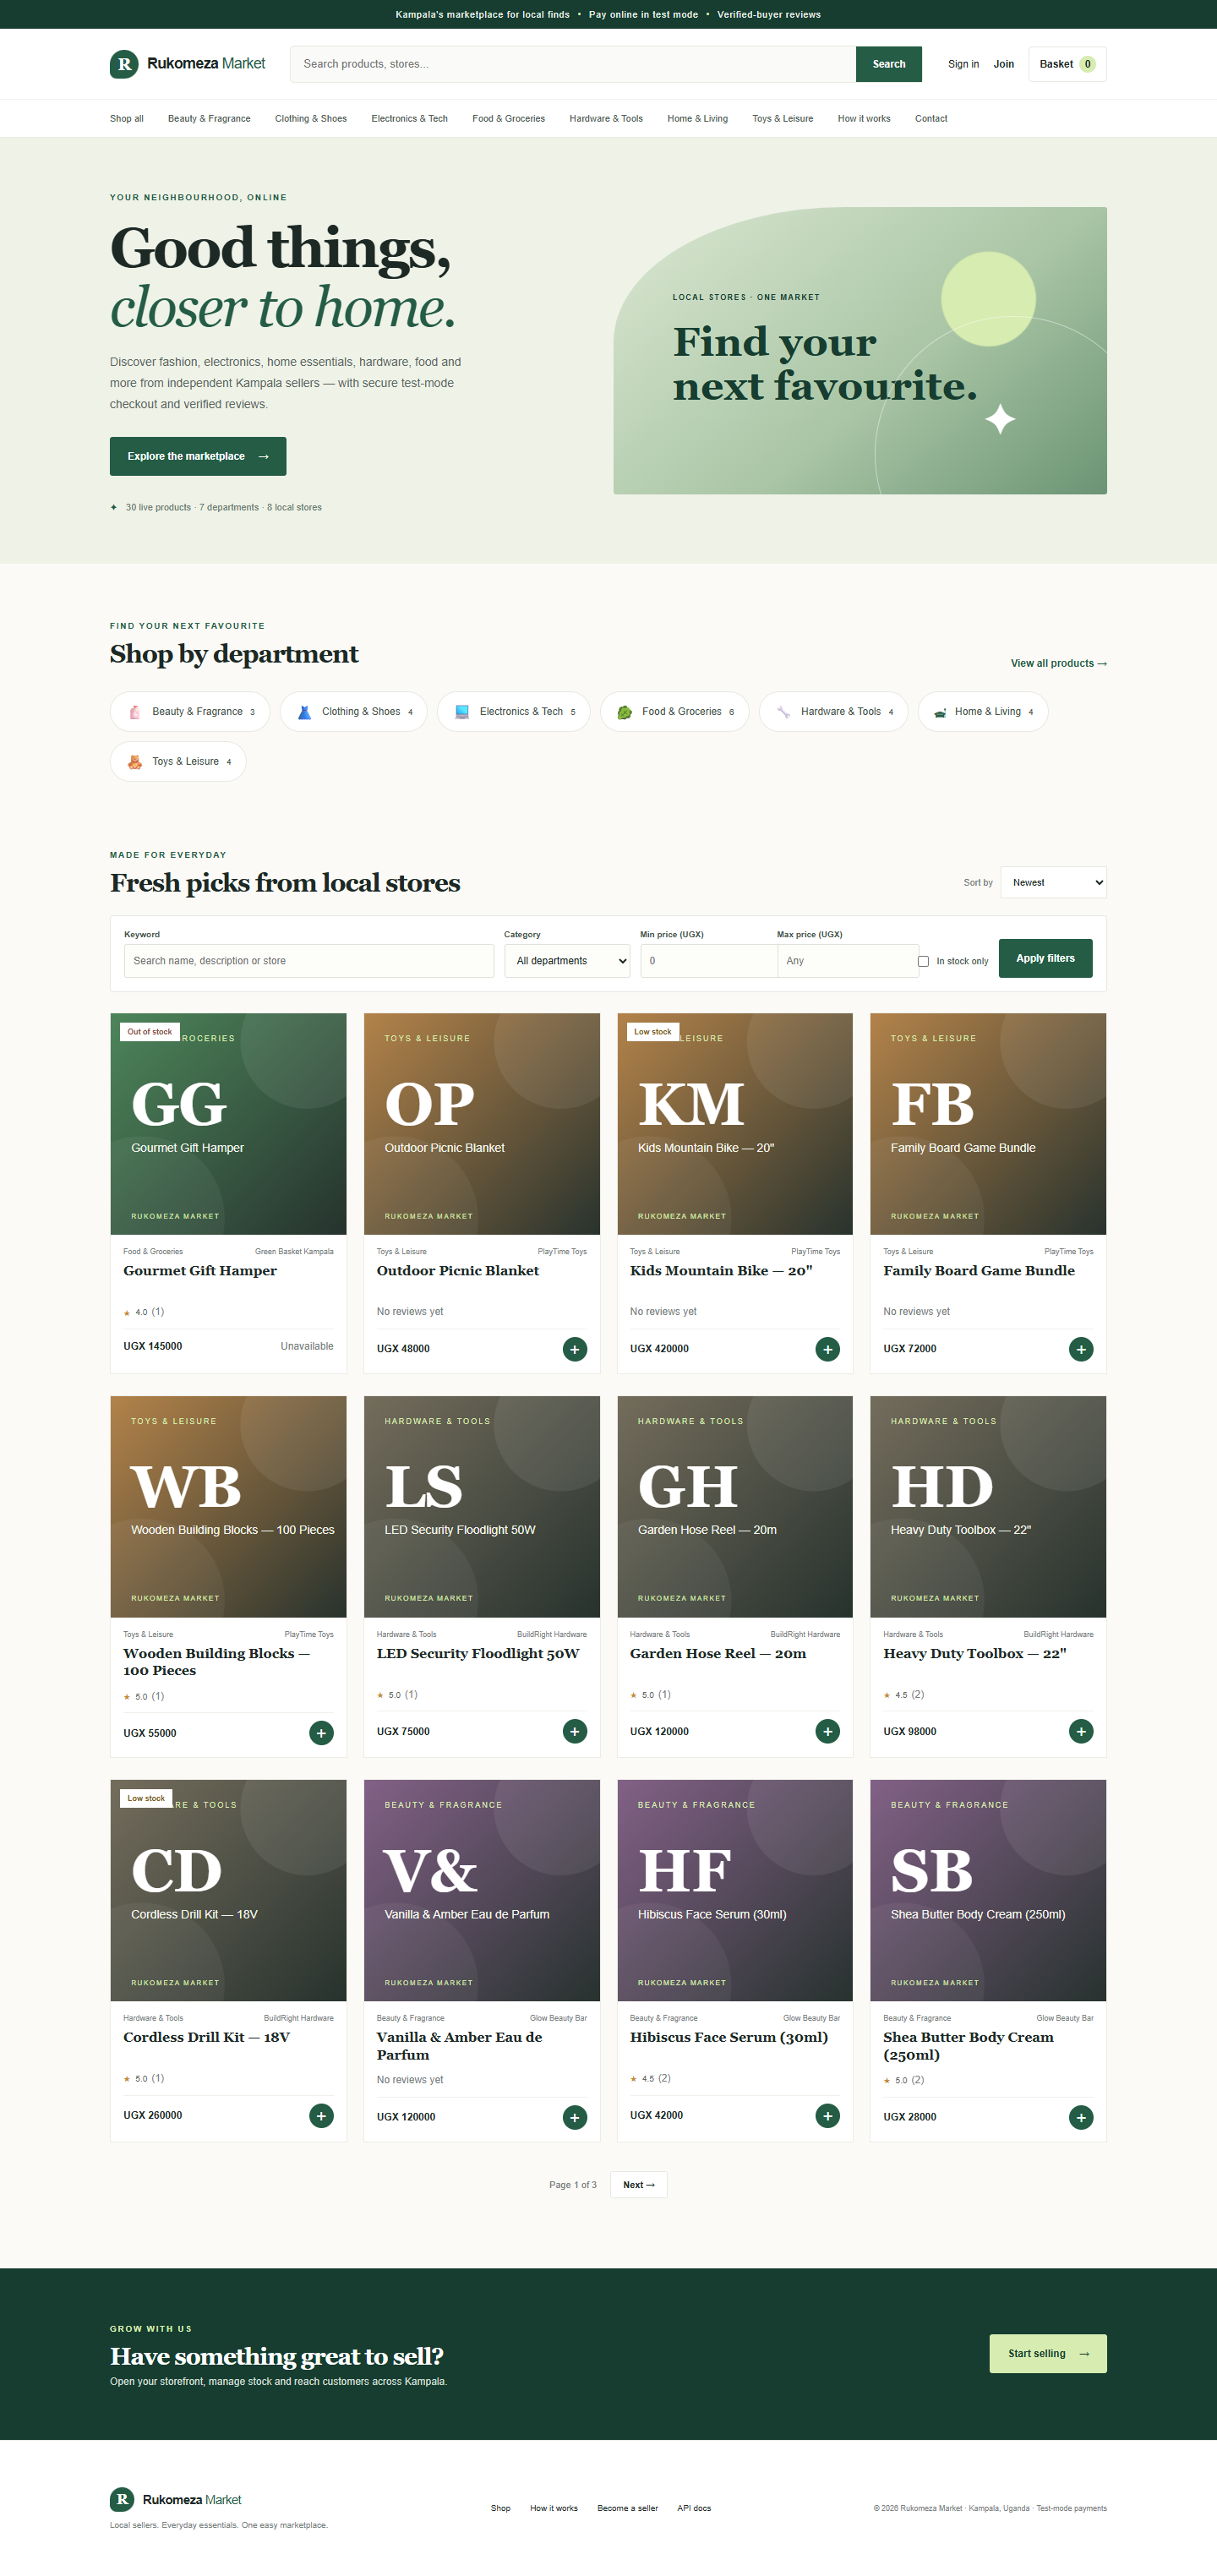 Kampala's marketplace for local finds • Pay online in test mode • Verified-buyer reviews
R Rukomeza Market
Search products, stores...
Search
Sign in
Join
Basket 0
Shop all
Beauty & Fragrance
Clothing & Shoes
Electronics & Tech
Food & Groceries
Hardware & Tools
Home & Living
Toys & Leisure
How it works
Contact
YOUR NEIGHBOURHOOD, ONLINE
Good things,
closer to home.
Discover fashion, electronics, home essentials, hardware, food and
more from independent Kampala sellers — with secure test-mode
checkout and verified reviews.
Explore the marketplace →
✦ 30 live products · 7 departments · 8 local stores
LOCAL STORES · ONE MARKET
Find your
next favourite.
FIND YOUR NEXT FAVOURITE
Shop by department
View all products →
Beauty & Fragrance 3
Clothing & Shoes 4
Electronics & Tech 5
Food & Groceries 6
Hardware & Tools 4
Home & Living 4
Toys & Leisure 4
MADE FOR EVERYDAY
Fresh picks from local stores
Sort by Newest
Keyword
Search name, description or store
Category
All departments
Min price (UGX)
0
Max price (UGX)
Any
In stock only
Apply filters
Out of stock
ROCERIES
GG
Gourmet Gift Hamper
RUKOMEZA MARKET
Food & Groceries Green Basket Kampala
Gourmet Gift Hamper
★ 4.0 (1)
UGX 145000 Unavailable
TOYS & LEISURE
OP
Outdoor Picnic Blanket
RUKOMEZA MARKET
Toys & Leisure PlayTime Toys
Outdoor Picnic Blanket
No reviews yet
UGX 48000 +
Low stock
LEISURE
KM
Kids Mountain Bike — 20"
RUKOMEZA MARKET
Toys & Leisure PlayTime Toys
Kids Mountain Bike — 20"
No reviews yet
UGX 420000 +
TOYS & LEISURE
FB
Family Board Game Bundle
RUKOMEZA MARKET
Toys & Leisure PlayTime Toys
Family Board Game Bundle
No reviews yet
UGX 72000 +
TOYS & LEISURE
WB
Wooden Building Blocks — 100 Pieces
RUKOMEZA MARKET
Toys & Leisure PlayTime Toys
Wooden Building Blocks —
100 Pieces
★ 5.0 (1)
UGX 55000 +
HARDWARE & TOOLS
LS
LED Security Floodlight 50W
RUKOMEZA MARKET
Hardware & Tools BuildRight Hardware
LED Security Floodlight 50W
★ 5.0 (1)
UGX 75000 +
HARDWARE & TOOLS
GH
Garden Hose Reel — 20m
RUKOMEZA MARKET
Hardware & Tools BuildRight Hardware
Garden Hose Reel — 20m
★ 5.0 (1)
UGX 120000 +
HARDWARE & TOOLS
HD
Heavy Duty Toolbox — 22"
RUKOMEZA MARKET
Hardware & Tools BuildRight Hardware
Heavy Duty Toolbox — 22"
★ 4.5 (2)
UGX 98000 +
Low stock
RE & TOOLS
CD
Cordless Drill Kit — 18V
RUKOMEZA MARKET
Hardware & Tools BuildRight Hardware
Cordless Drill Kit — 18V
★ 5.0 (1)
UGX 260000 +
BEAUTY & FRAGRANCE
V&
Vanilla & Amber Eau de Parfum
RUKOMEZA MARKET
Beauty & Fragrance Glow Beauty Bar
Vanilla & Amber Eau de
Parfum
No reviews yet
UGX 120000 +
BEAUTY & FRAGRANCE
HF
Hibiscus Face Serum (30ml)
RUKOMEZA MARKET
Beauty & Fragrance Glow Beauty Bar
Hibiscus Face Serum (30ml)
★ 4.5 (2)
UGX 42000 +
BEAUTY & FRAGRANCE
SB
Shea Butter Body Cream (250ml)
RUKOMEZA MARKET
Beauty & Fragrance Glow Beauty Bar
Shea Butter Body Cream
(250ml)
★ 5.0 (2)
UGX 28000 +
Page 1 of 3 Next →
GROW WITH US
Have something great to sell?
Open your storefront, manage stock and reach customers across Kampala.
Start selling →
R Rukomeza Market
Local sellers. Everyday essentials. One easy marketplace.
Shop
How it works
Become a seller
API docs
© 2026 Rukomeza Market · Kampala, Uganda · Test-mode payments